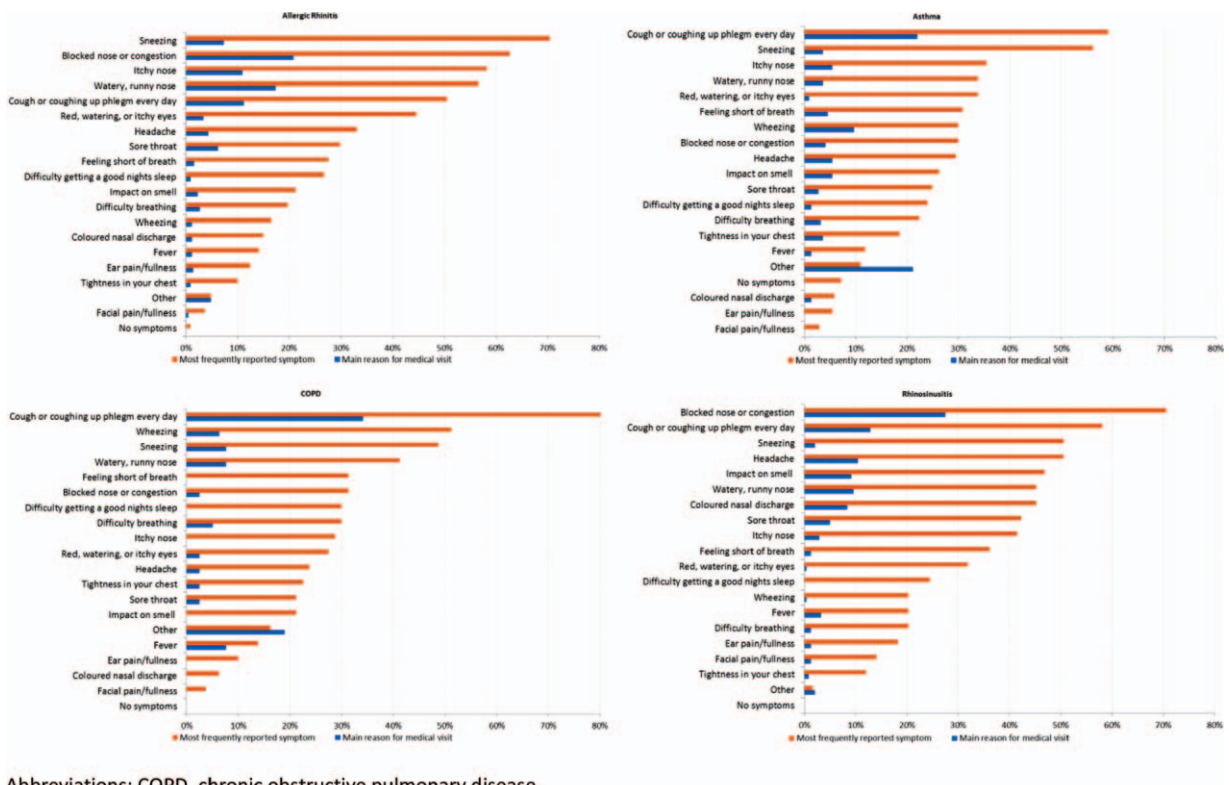 Allergic Rhinitis
Sneezing
Blocked nose or congestion
Itchy nose
Watery, runny nose
Cough or coughing up phlegm every day
Red, watering, or itchy eyes
Headache
Sore throat
Feeling short of breath
Difficulty getting a good nights sleep
Impact on smell
Difficulty breathing
Wheezing
Coloured nasal discharge
Fever
Ear pain/fullness
Tightness in your chest
Other
Facial pain/fullness
No symptoms
0% 10% 20% 30% 40% 50% 60% 70% 80%
Most frequently reported symptom Main reason for medical visit
Asthma
Cough or coughing up phlegm every day
Sneezing
Itchy nose
Watery, runny nose
Red, watering, or itchy eyes
Feeling short of breath
Wheezing
Blocked nose or congestion
Headache
Impact on smell
Sore throat
Difficulty getting a good nights sleep
Difficulty breathing
Tightness in your chest
Fever
Other
No symptoms
Coloured nasal discharge
Ear pain/fullness
Facial pain/fullness
0% 10% 20% 30% 40% 50% 60% 70% 80%
Most frequently reported symptom Main reason for medical visit
COPD
Cough or coughing up phlegm every day
Wheezing
Sneezing
Watery, runny nose
Feeling short of breath
Blocked nose or congestion
Difficulty getting a good nights sleep
Difficulty breathing
Itchy nose
Red, watering, or itchy eyes
Headache
Tightness in your chest
Sore throat
Impact on smell
Other
Fever
Ear pain/fullness
Coloured nasal discharge
Facial pain/fullness
No symptoms
0% 10% 20% 30% 40% 50% 60% 70% 80%
Most frequently reported symptom Main reason for medical visit
Rhinosinusitis
Blocked nose or congestion
Cough or coughing up phlegm every day
Sneezing
Headache
Impact on smell
Watery, runny nose
Coloured nasal discharge
Sore throat
Itchy nose
Feeling short of breath
Red, watering, or itchy eyes
Difficulty getting a good nights sleep
Wheezing
Fever
Difficulty breathing
Ear pain/fullness
Facial pain/fullness
Tightness in your chest
Other
No symptoms
0% 10% 20% 30% 40% 50% 60% 70% 80%
Most frequently reported symptom Main reason for medical visit
Abbreviations: COPD, chronic obstructive pulmonary disease